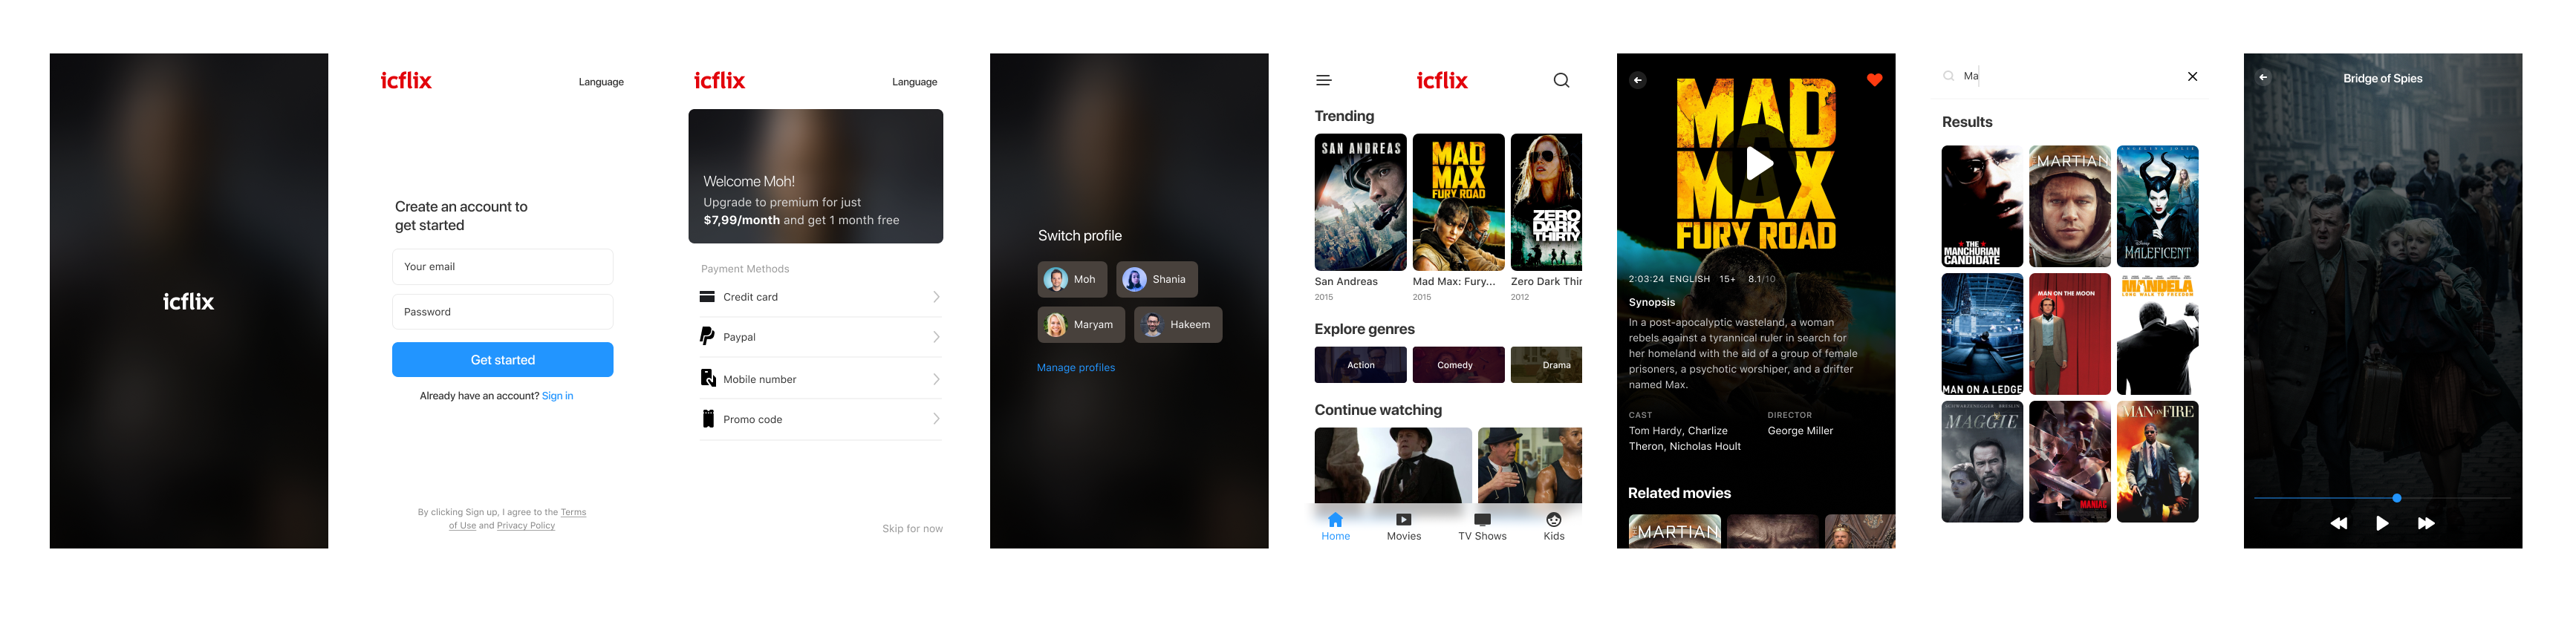 icflix
icflix
Language
Create an account to
get started
Your email
Password
Get started
Already have an account? Sign in
By clicking Sign up, I agree to the Terms
of Use and Privacy Policy
icflix
Language
Welcome Moh!
Upgrade to premium for just
$7,99/month and get 1 month free
Payment Methods
Credit card
Paypal
Mobile number
Promo code
Skip for now
Switch profile
Moh
Shania
Maryam
Hakeem
Manage profiles
icflix
Trending
SAN ANDREAS
MAD
MAX
FURY ROAD
ZERO
DARK
THIRTY
San Andreas
Mad Max: Fury...
Zero Dark Thir
2015
2015
2012
Explore genres
Action
Comedy
Drama
Continue watching
Home
Movies
TV Shows
Kids
MAD
MAX
FURY ROAD
2:03:24 ENGLISH 15+ 8.1/10
Synopsis
In a post-apocalyptic wasteland, a woman
rebels against a tyrannical ruler in search for
her homeland with the aid of a group of female
prisoners, a psychotic worshiper, and a drifter
named Max.
CAST
Tom Hardy, Charlize
Theron, Nicholas Hoult
DIRECTOR
George Miller
Related movies
MARTIAN
Ma
Results
THE
MANCHURIAN
CANDIDATE
MARTIAN
ANGELINA JOLIE
Disney
MALEFICENT
MAN ON A LEDGE
MAN ON THE MOON
MANDELA
LONG WALK TO FREEDOM
SCHWARZENEGGER BRESLIN
MAGGIE
MANIAC
MAN ON FIRE
Bridge of Spies